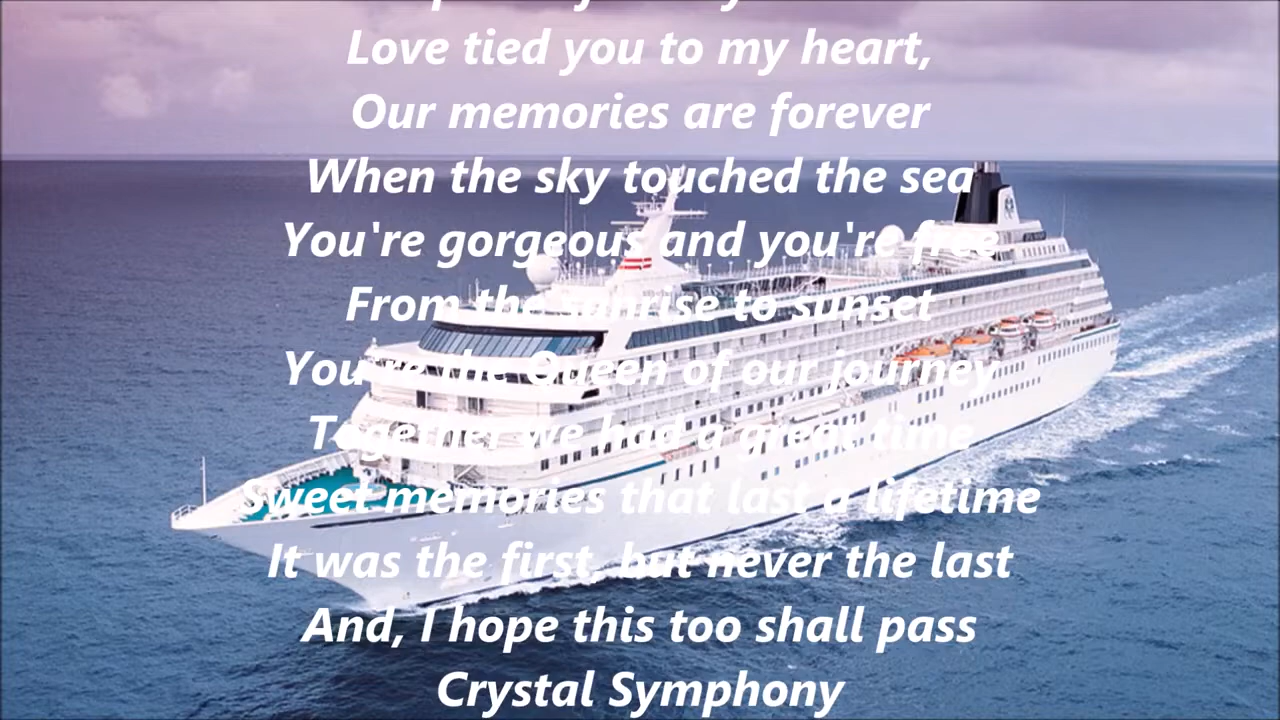 Love tied you to my heart,
Our memories are forever
When the sky touched the sea
You're gorgeous and you're free
From the sunrise to sunset
You're the Queen of our journey
Together we had a great time
Sweet memories that last a lifetime
It was the first, but never the last
And, I hope this too shall pass
Crystal Symphony